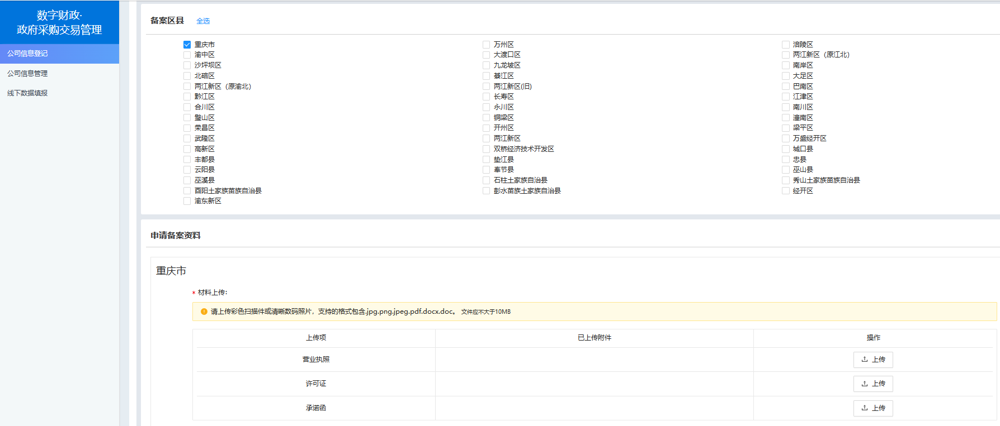 数字财政·
政府采购交易管理
公司信息登记
公司信息管理
线下数据填报
备案区县 全选
重庆市 万州区 涪陵区
渝中区 大渡口区 两江新区（原江北）
沙坪坝区 九龙坡区 南岸区
北碚区 綦江区 大足区
两江新区（原渝北） 两江新区(旧) 巴南区
黔江区 长寿区 江津区
合川区 永川区 南川区
璧山区 铜梁区 潼南区
荣昌区 开州区 梁平区
武隆区 两江新区 万盛经开区
高新区 双桥经济技术开发区 城口县
丰都县 垫江县 忠县
云阳县 奉节县 巫山县
巫溪县 石柱土家族自治县 秀山土家族苗族自治县
酉阳土家族苗族自治县 彭水苗族土家族自治县 经开区
渝东新区
申请备案资料
重庆市
* 材料上传:
请上传彩色扫描件或清晰数码照片，支持的格式包含.jpg.png.jpeg.pdf.docx.doc。 文件应不大于10MB
上传项 已上传附件 操作
营业执照 上传
许可证 上传
承诺函 上传